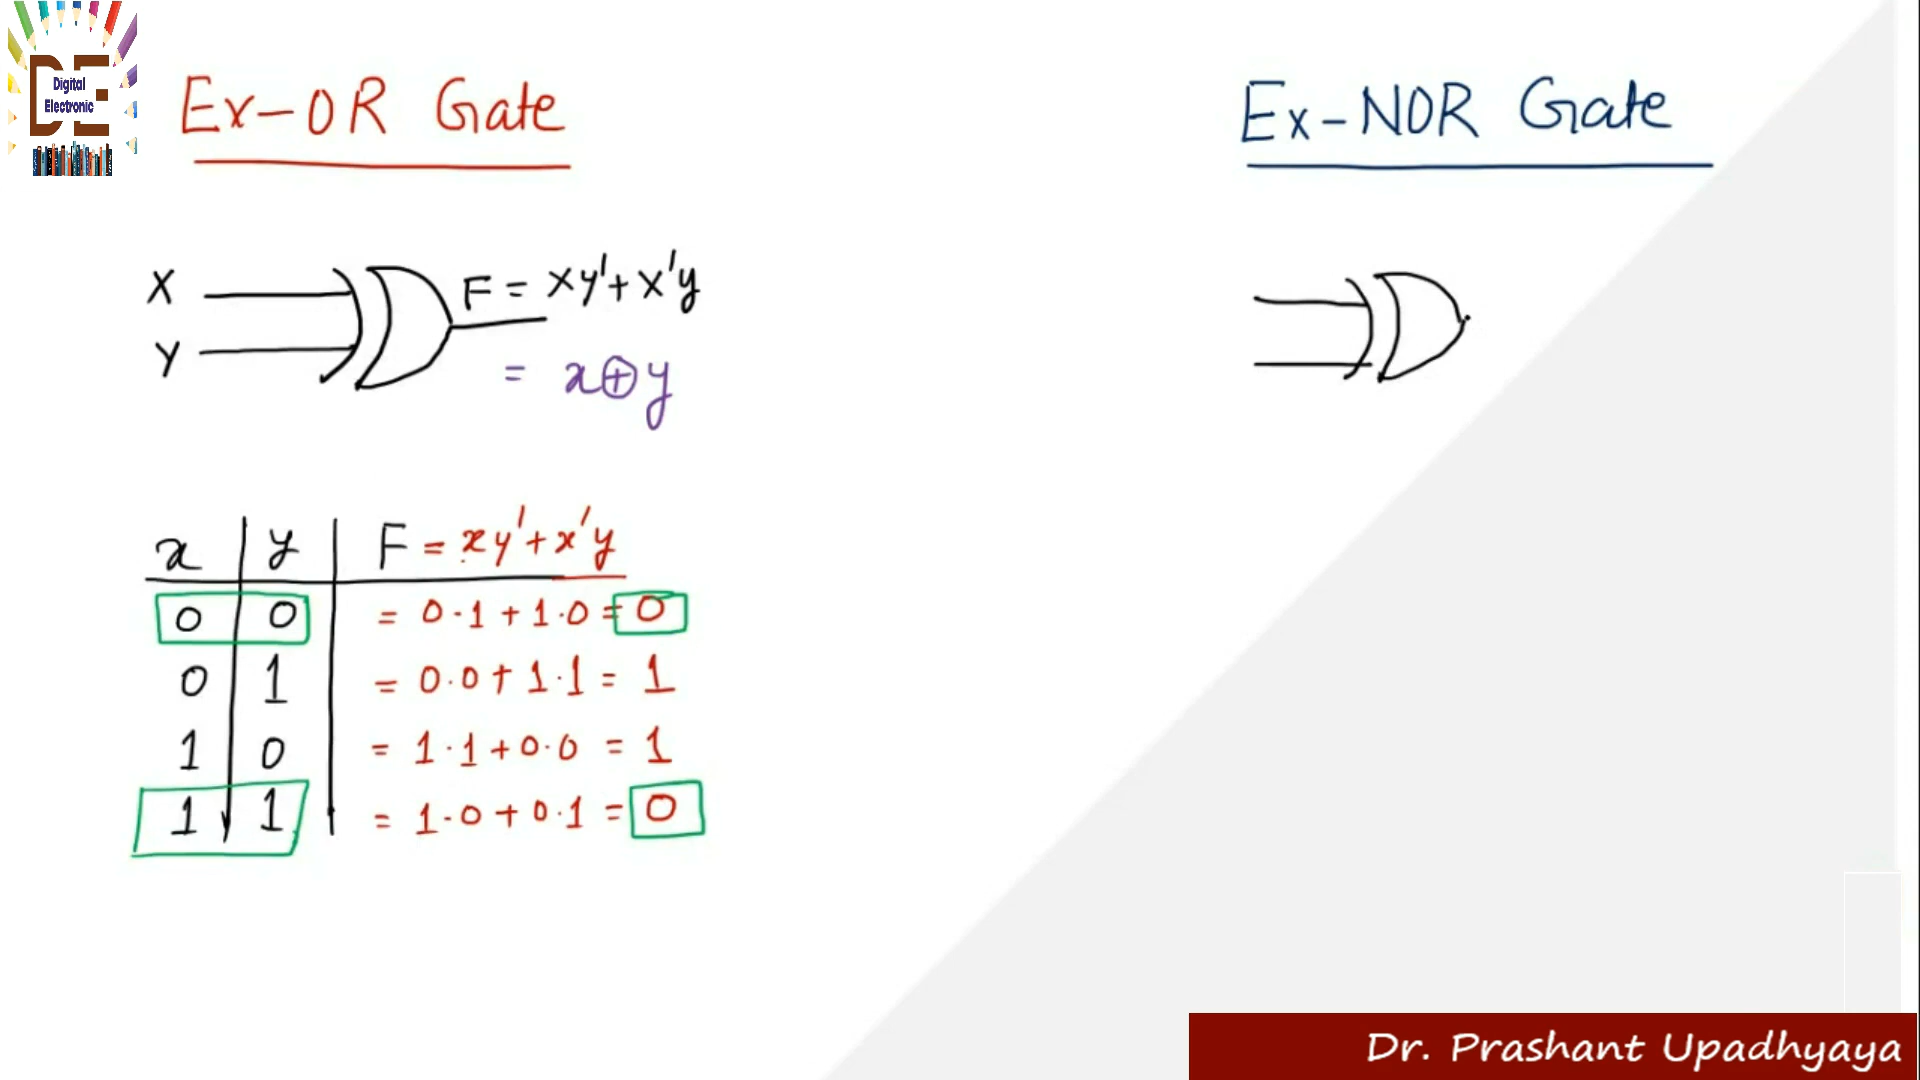 DE
Digital
Electronic
Ex-OR Gate
X
Y
F = xy'+x'y
= x⊕y
x y F = xy'+x'y
0 0 = 0·1+1·0 = 0
0 1 = 0·0+1·1 = 1
1 0 = 1·1+0·0 = 1
1 1 = 1·0+0·1 = 0
Ex-NOR Gate
Dr. Prashant Upadhyaya